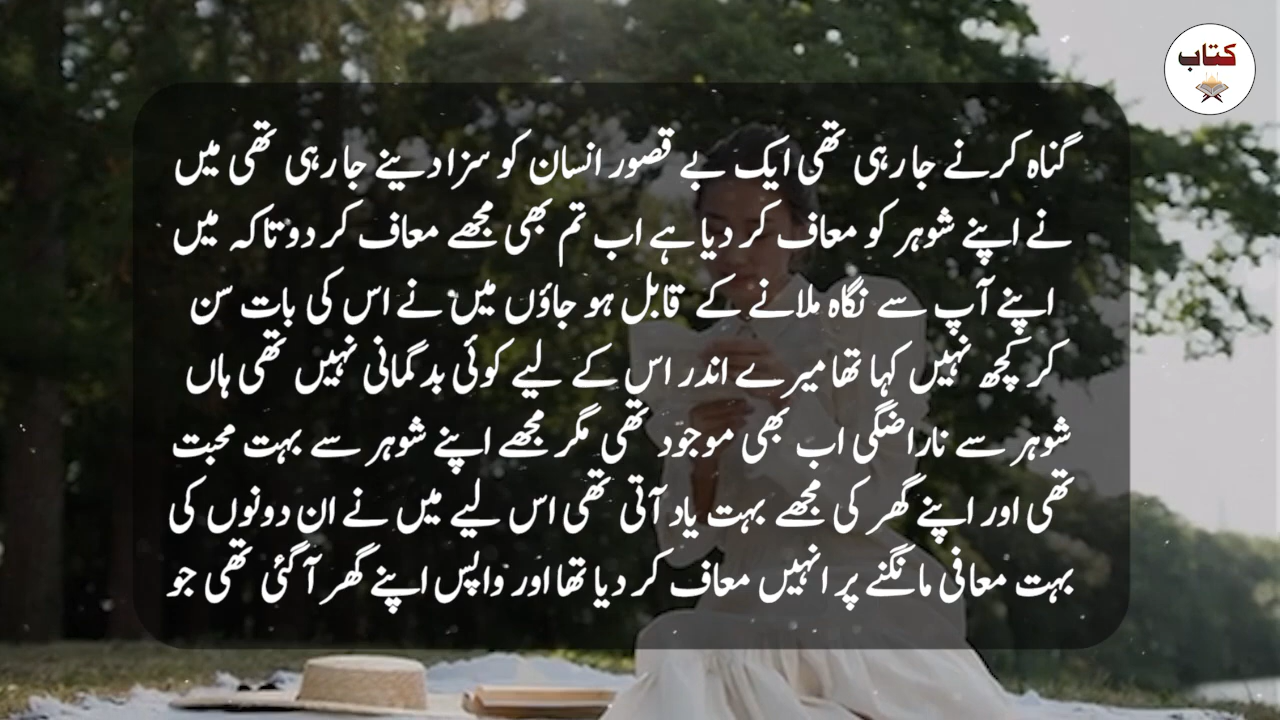 کتاب
گناہ کرنے جا رہی تھی ایک بے قصور انسان کو سزا دینے جا رہی تھی میں
نے اپنے شوہر کو معاف کر دیا ہے اب تم بھی مجھے معاف کر دو تاکہ میں
اپنے آپ سے نگاہ ملانے کے قابل ہو جاؤں میں نے اس کی بات سن
کر کچھ نہیں کہا تھا میرے اندر اس کے لیے کوئی بدگمانی نہیں تھی ہاں
شوہر سے ناراضگی اب بھی موجود تھی مگر مجھے اپنے شوہر سے بہت محبت
تھی اور اپنے گھر کی مجھے بہت یاد آتی تھی اس لیے میں نے ان دونوں کی
بہت معافی مانگنے پر انہیں معاف کر دیا تھا اور واپس اپنے گھر آ گئی تھی جو